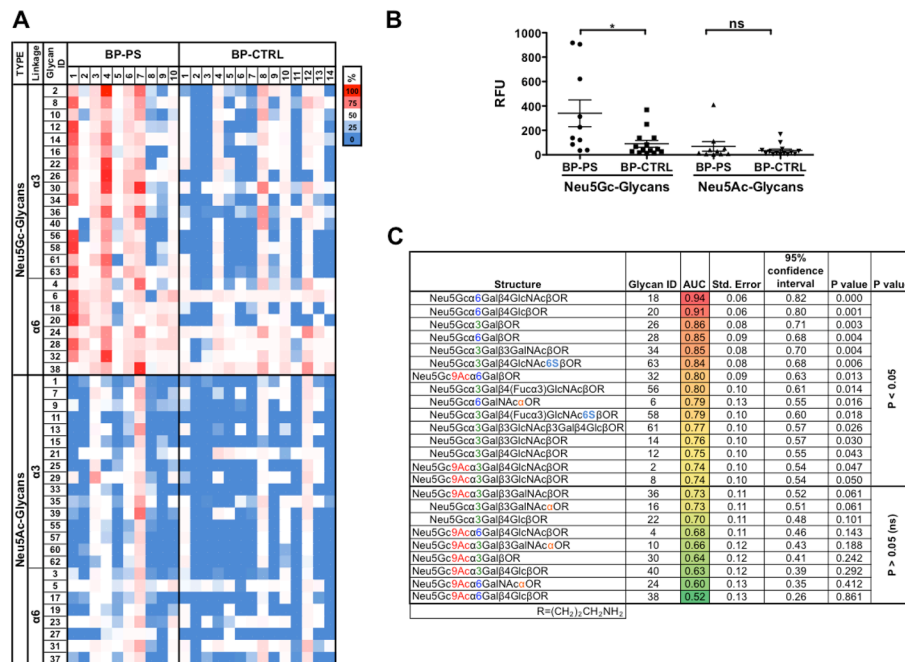 A
TYPE
Linkage
Glycan ID
BP-PS
BP-CTRL
1 2 3 4 5 6 7 8 9 10
1 2 3 4 5 6 7 8 9 10 11 12 13 14
%
100
75
50
25
0
Neu5Gc-Glycans
α3
2
8
10
12
14
16
22
26
30
34
36
40
56
58
61
63
α6
4
6
18
20
24
28
32
38
Neu5Ac-Glycans
α3
1
7
9
11
13
15
21
25
29
33
35
39
55
57
60
62
α6
3
5
17
19
23
27
31
37
B
*
ns
RFU
1000
800
600
400
200
0
BP-PS BP-CTRL BP-PS BP-CTRL
Neu5Gc-Glycans Neu5Ac-Glycans
C
Structure Glycan ID AUC Std. Error 95% confidence interval P value P value
Neu5Gcα6Galβ4GlcNAcβOR 18 0.94 0.06 0.82 0.000
Neu5Gcα6Galβ4GlcβOR 20 0.91 0.06 0.80 0.001
Neu5Gcα3GalβOR 26 0.86 0.08 0.71 0.003
Neu5Gcα6GalβOR 28 0.85 0.09 0.68 0.004
Neu5Gcα3Galβ3GalNAcβOR 34 0.85 0.08 0.70 0.004
Neu5Gcα3Galβ4GlcNAc6SβOR 63 0.84 0.08 0.68 0.006
Neu5Gc9Acα6GalβOR 32 0.80 0.09 0.63 0.013
Neu5Gcα3Galβ4(Fucα3)GlcNAcβOR 56 0.80 0.10 0.61 0.014
Neu5Gcα6GalNAcαOR 6 0.79 0.13 0.55 0.016
Neu5Gcα3Galβ4(Fucα3)GlcNAc6SβOR 58 0.79 0.10 0.60 0.018
Neu5Gcα3Galβ3GlcNAcβ3Galβ4GlcβOR 61 0.77 0.10 0.57 0.026
Neu5Gcα3Galβ3GlcNAcβOR 14 0.76 0.10 0.57 0.030
Neu5Gcα3Galβ4GlcNAcβOR 12 0.75 0.10 0.55 0.043
Neu5Gc9Acα3Galβ4GlcNAcβOR 2 0.74 0.10 0.54 0.047
Neu5Gc9Acα3Galβ3GlcNAcβOR 8 0.74 0.10 0.54 0.050
P < 0.05
Neu5Gc9Acα3Galβ3GalNAcβOR 36 0.73 0.11 0.52 0.061
Neu5Gcα3Galβ3GalNAcαOR 16 0.73 0.11 0.51 0.061
Neu5Gcα3Galβ4GlcβOR 22 0.70 0.11 0.48 0.101
Neu5Gc9Acα6Galβ4GlcNAcβOR 4 0.68 0.11 0.46 0.143
Neu5Gc9Acα3Galβ3GalNAcαOR 10 0.66 0.12 0.43 0.188
Neu5Gc9Acα3GalβOR 30 0.64 0.12 0.41 0.242
Neu5Gc9Acα3Galβ4GlcβOR 40 0.63 0.12 0.39 0.292
Neu5Gc9Acα6GalNAcαOR 24 0.60 0.13 0.35 0.412
Neu5Gc9Acα6Galβ4GlcβOR 38 0.52 0.13 0.26 0.861
P > 0.05 (ns)
R=(CH₂)₂CH₂NH₂